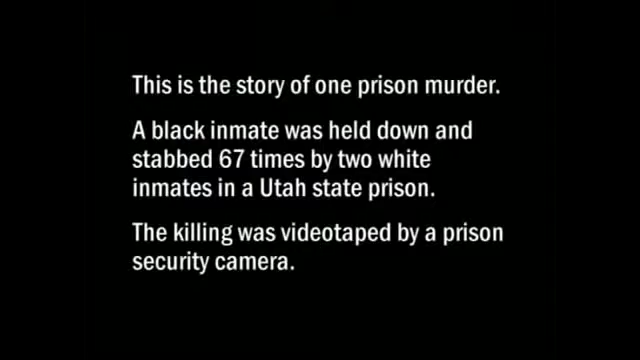 This is the story of one prison murder.
A black inmate was held down and
stabbed 67 times by two white
inmates in a Utah state prison.
The killing was videotaped by a prison
security camera.